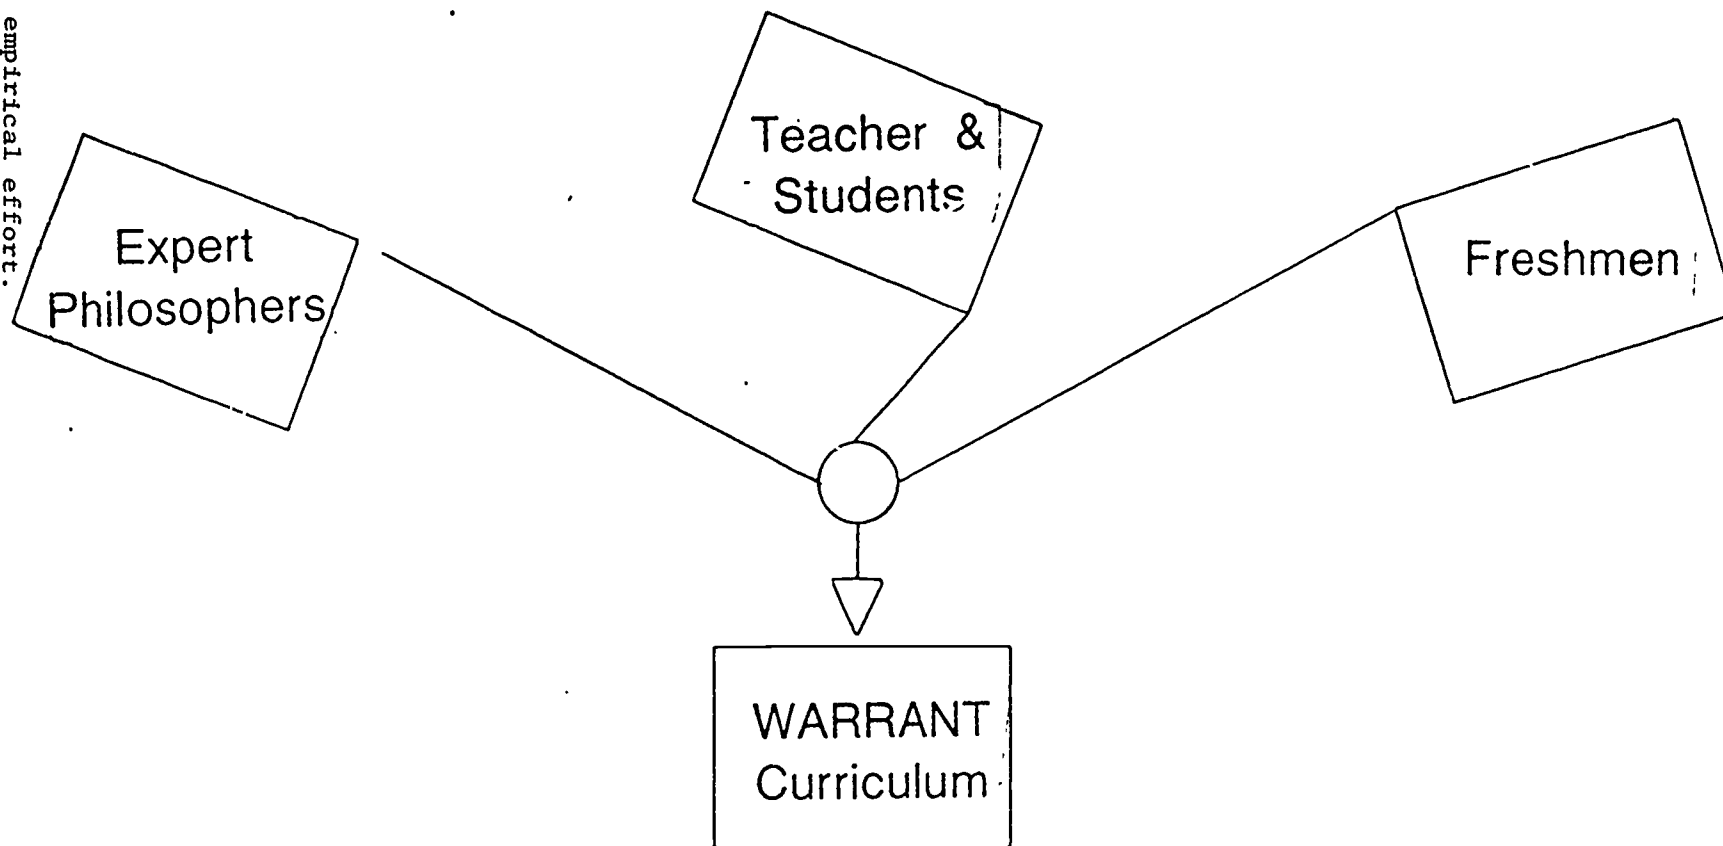 empirical effort.
Teacher &
Students
Expert
Philosophers
Freshmen
WARRANT
Curriculum